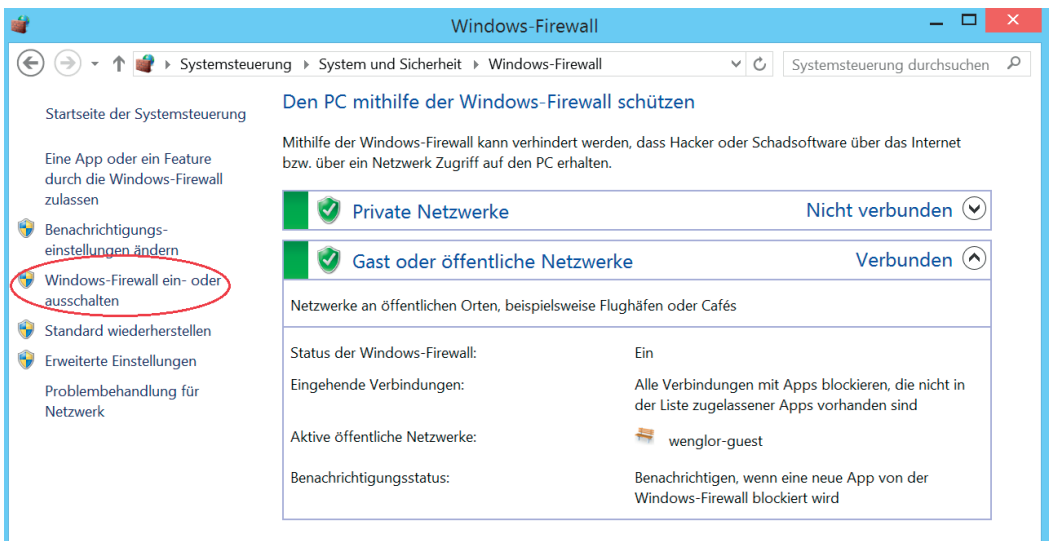 Windows-Firewall
Systemsteuerung System und Sicherheit Windows-Firewall
Systemsteuerung durchsuchen
Startseite der Systemsteuerung
Eine App oder ein Feature
durch die Windows-Firewall
zulassen
Benachrichtigungs-
einstellungen ändern
Windows-Firewall ein- oder
ausschalten
Standard wiederherstellen
Erweiterte Einstellungen
Problembehandlung für
Netzwerk
Den PC mithilfe der Windows-Firewall schützen
Mithilfe der Windows-Firewall kann verhindert werden, dass Hacker oder Schadsoftware über das Internet
bzw. über ein Netzwerk Zugriff auf den PC erhalten.
Private Netzwerke Nicht verbunden
Gast oder öffentliche Netzwerke Verbunden
Netzwerke an öffentlichen Orten, beispielsweise Flughäfen oder Cafés
Status der Windows-Firewall: Ein
Eingehende Verbindungen: Alle Verbindungen mit Apps blockieren, die nicht in
der Liste zugelassener Apps vorhanden sind
Aktive öffentliche Netzwerke: wenglor-guest
Benachrichtigungsstatus: Benachrichtigen, wenn eine neue App von der
Windows-Firewall blockiert wird